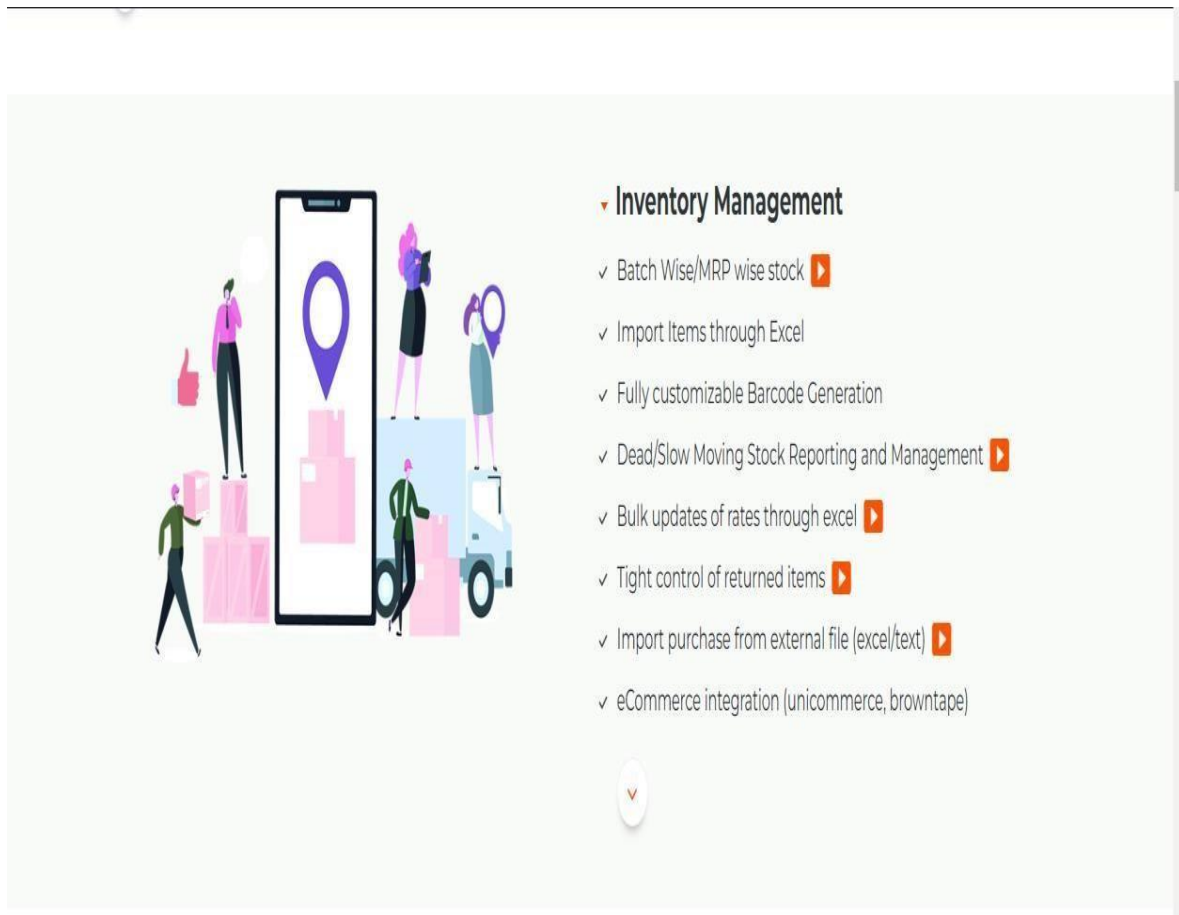 Inventory Management
Batch Wise/MRP wise stock
Import Items through Excel
Fully customizable Barcode Generation
Dead/Slow Moving Stock Reporting and Management
Bulk updates of rates through excel
Tight control of returned items
Import purchase from external file (excel/text)
eCommerce integration (unicommerce, browntape)